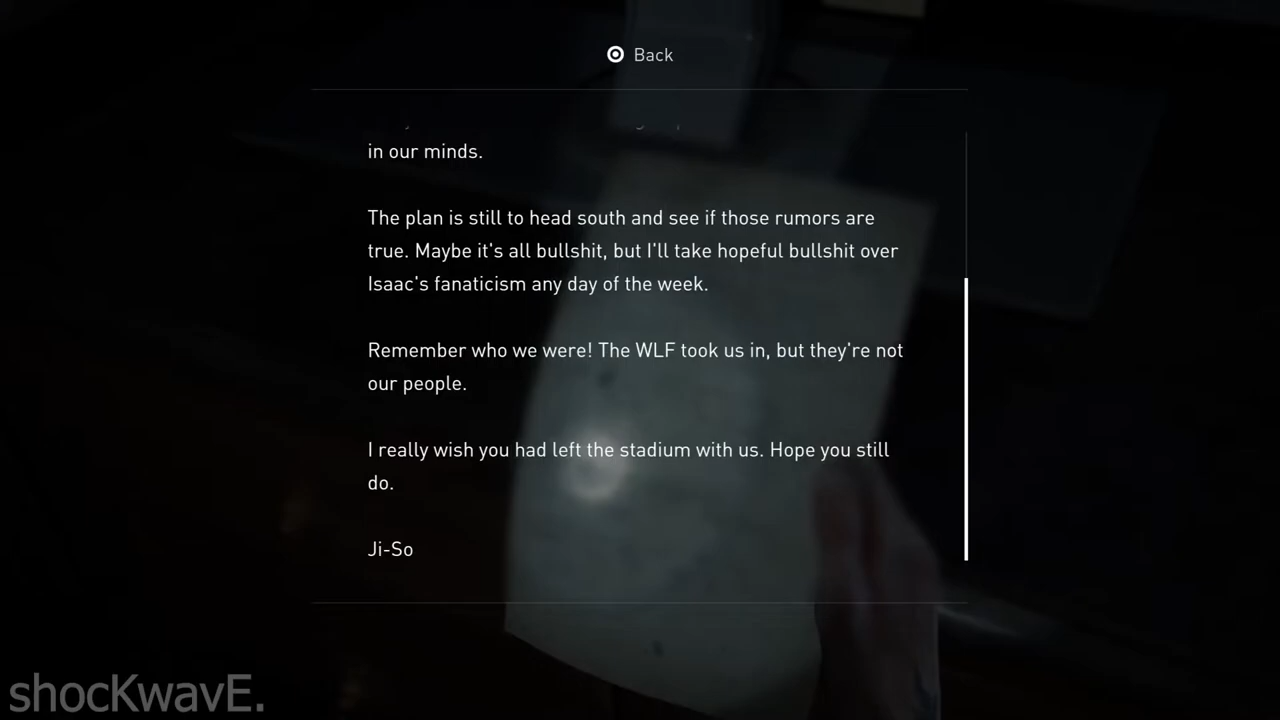 Back
in our minds.
The plan is still to head south and see if those rumors are
true. Maybe it's all bullshit, but I'll take hopeful bullshit over
Isaac's fanaticism any day of the week.
Remember who we were! The WLF took us in, but they're not
our people.
I really wish you had left the stadium with us. Hope you still
do.
Ji-So
shocKwavE.